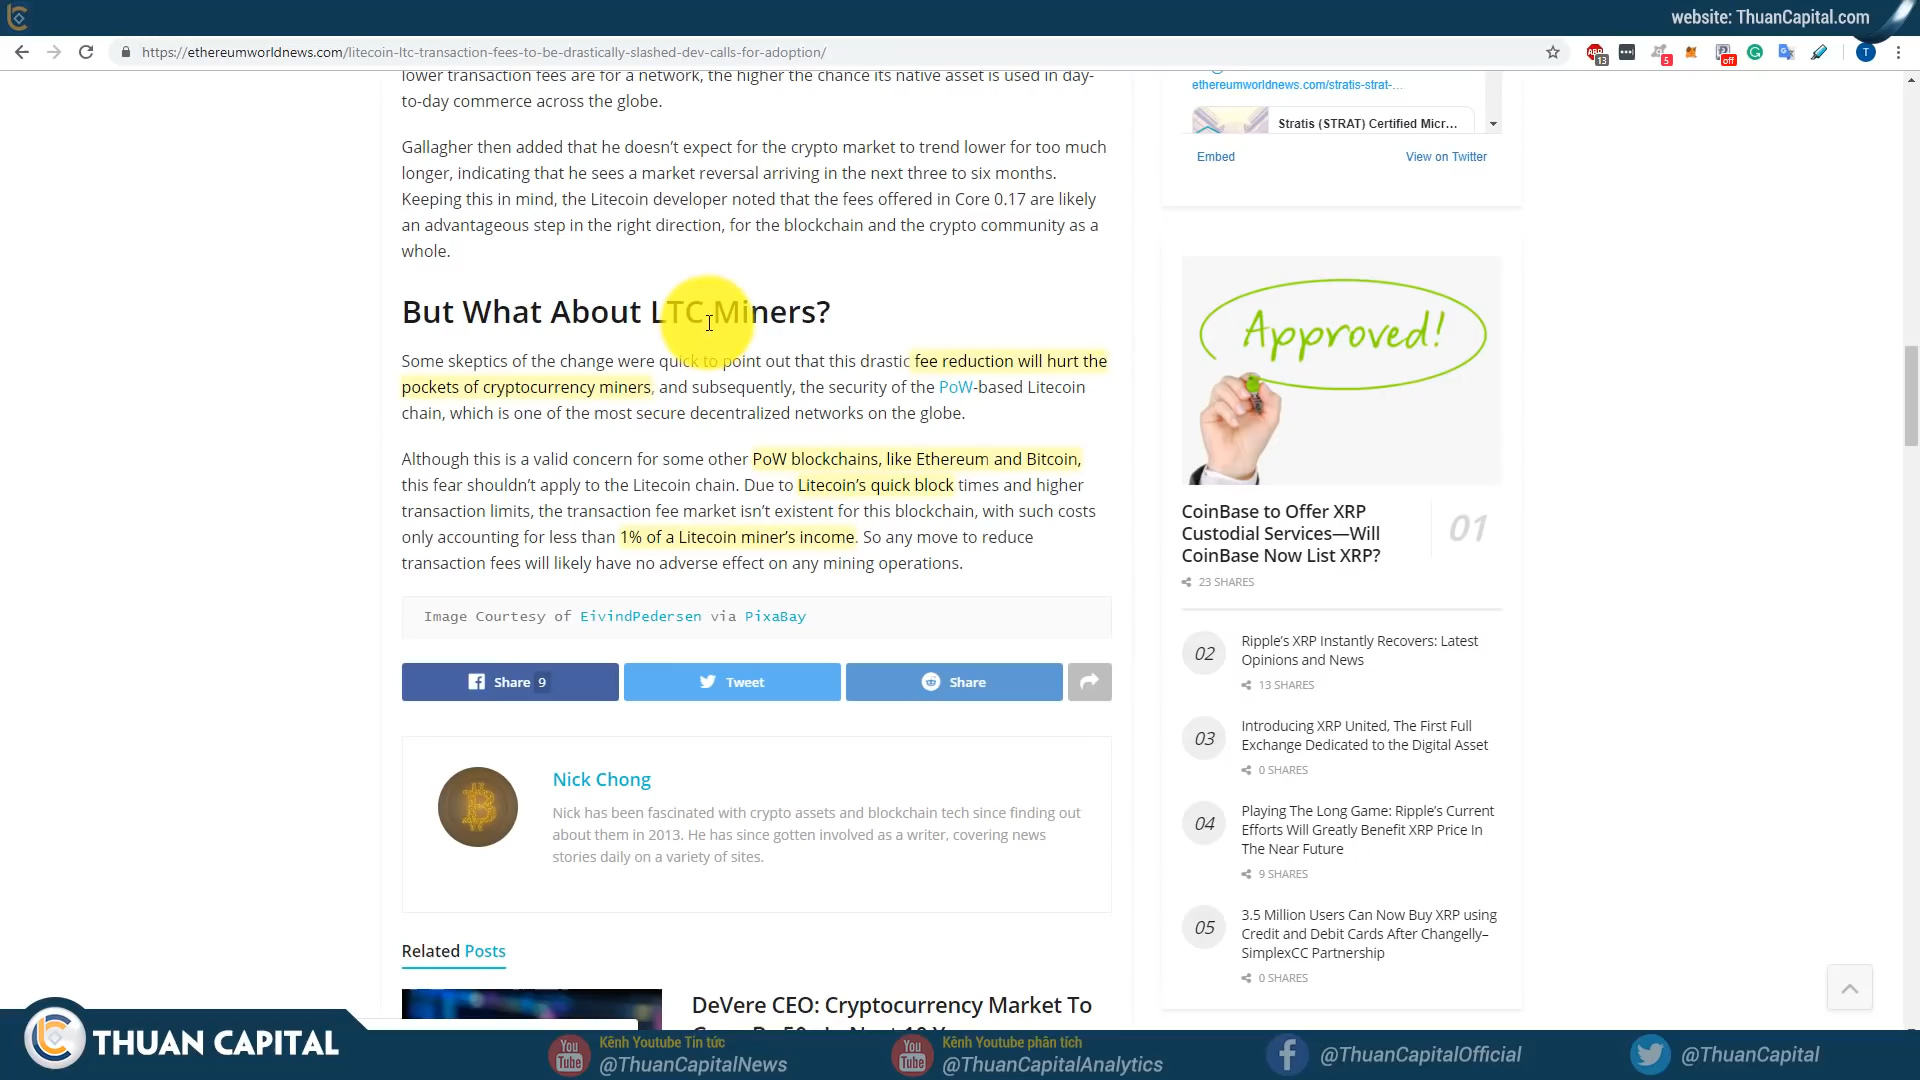 website: ThuanCapital.com
https://ethereumworldnews.com/litecoin-ltc-transaction-fees-to-be-drastically-slashed-dev-calls-for-adoption/
13
5
off
T
lower transaction fees are for a network, the higher the chance its native asset is used in day-
to-day commerce across the globe.
Gallagher then added that he doesn’t expect for the crypto market to trend lower for too much
longer, indicating that he sees a market reversal arriving in the next three to six months.
Keeping this in mind, the Litecoin developer noted that the fees offered in Core 0.17 are likely
an advantageous step in the right direction, for the blockchain and the crypto community as a
whole.
But What About LTC Miners?
Some skeptics of the change were quick to point out that this drastic fee reduction will hurt the
pockets of cryptocurrency miners, and subsequently, the security of the PoW-based Litecoin
chain, which is one of the most secure decentralized networks on the globe.
Although this is a valid concern for some other PoW blockchains, like Ethereum and Bitcoin,
this fear shouldn’t apply to the Litecoin chain. Due to Litecoin’s quick block times and higher
transaction limits, the transaction fee market isn’t existent for this blockchain, with such costs
only accounting for less than 1% of a Litecoin miner’s income. So any move to reduce
transaction fees will likely have no adverse effect on any mining operations.
Image Courtesy of EivindPedersen via PixaBay
Share 9
Tweet
Share
Nick Chong
Nick has been fascinated with crypto assets and blockchain tech since finding out
about them in 2013. He has since gotten involved as a writer, covering news
stories daily on a variety of sites.
Related Posts
DeVere CEO: Cryptocurrency Market To
ethereumworldnews.com/stratis-strat-...
Stratis (STRAT) Certified Micr...
Embed
View on Twitter
Approved!
CoinBase to Offer XRP
Custodial Services—Will
CoinBase Now List XRP?
01
23 SHARES
02
Ripple’s XRP Instantly Recovers: Latest
Opinions and News
13 SHARES
03
Introducing XRP United, The First Full
Exchange Dedicated to the Digital Asset
0 SHARES
04
Playing The Long Game: Ripple’s Current
Efforts Will Greatly Benefit XRP Price In
The Near Future
9 SHARES
05
3.5 Million Users Can Now Buy XRP using
Credit and Debit Cards After Changelly–
SimplexCC Partnership
0 SHARES
THUAN CAPITAL
You Tube
Kênh Youtube Tin tức
@ThuanCapitalNews
You Tube
Kênh Youtube phân tích
@ThuanCapitalAnalytics
@ThuanCapitalOfficial
@ThuanCapital